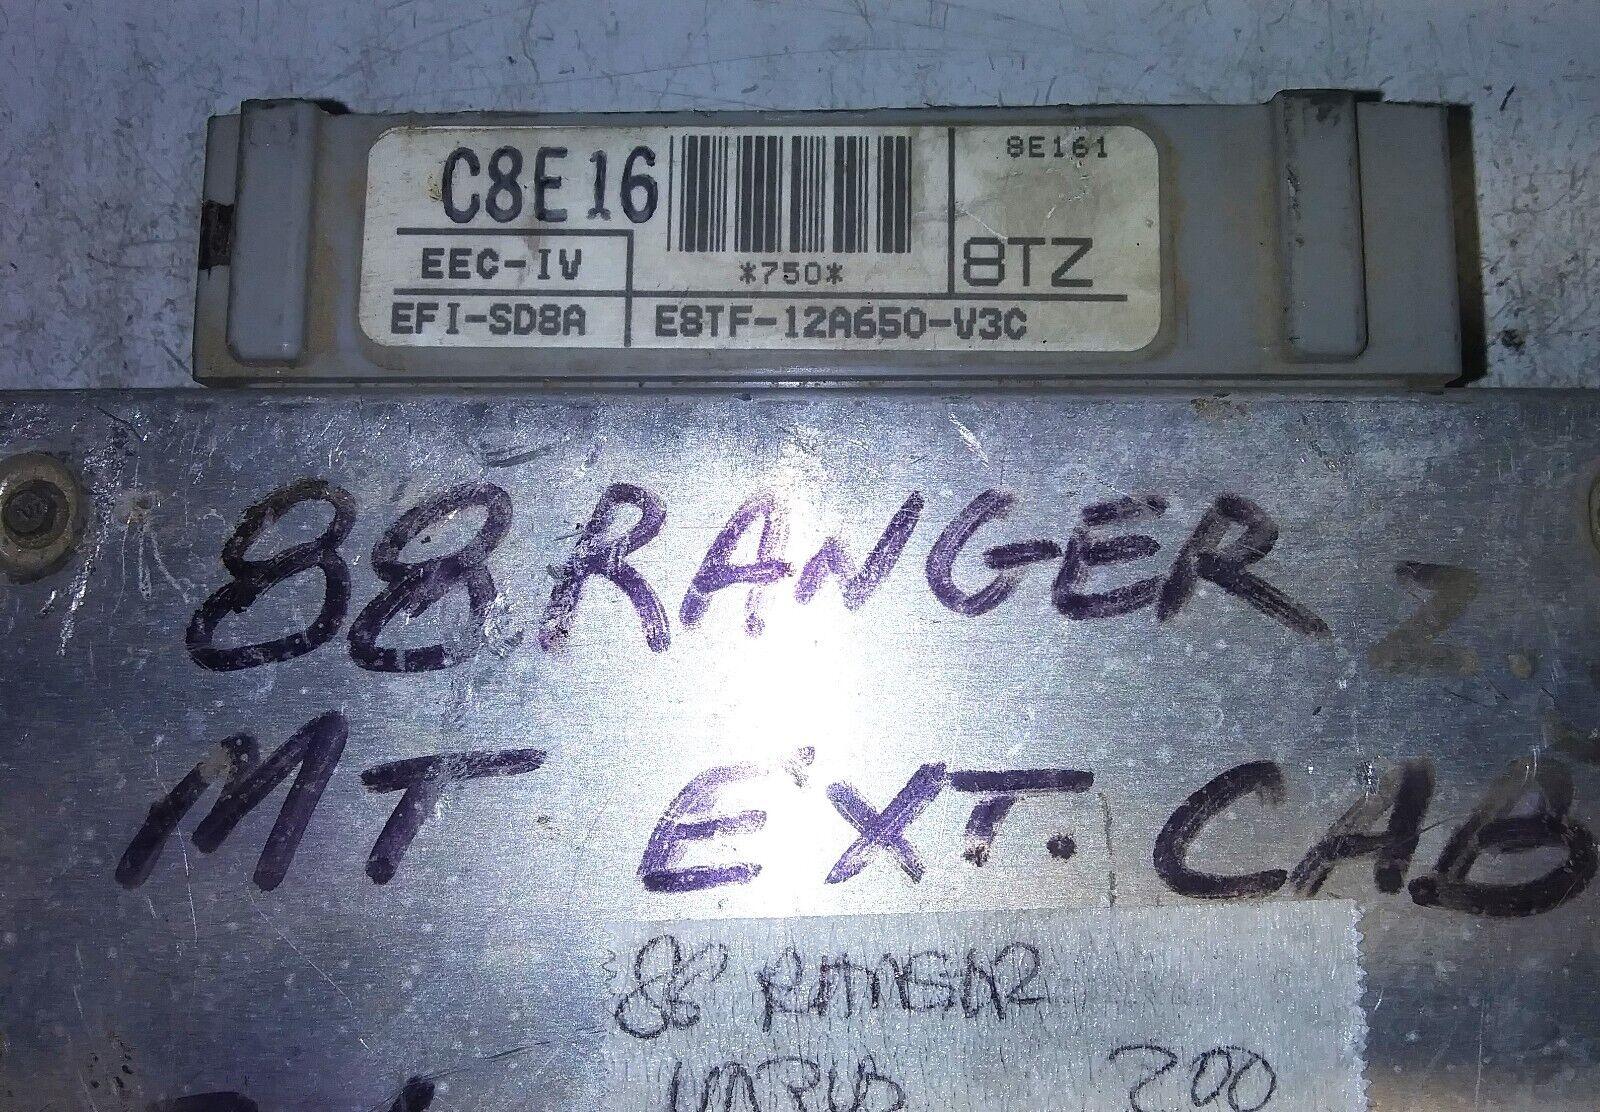 C8E16
8E161
EEC-IV
*750*
8TZ
EFI-SD8A
E8TF-12A650-V3C
88 RANGER 2.
MT EXT. CAB
88 RANGER
200